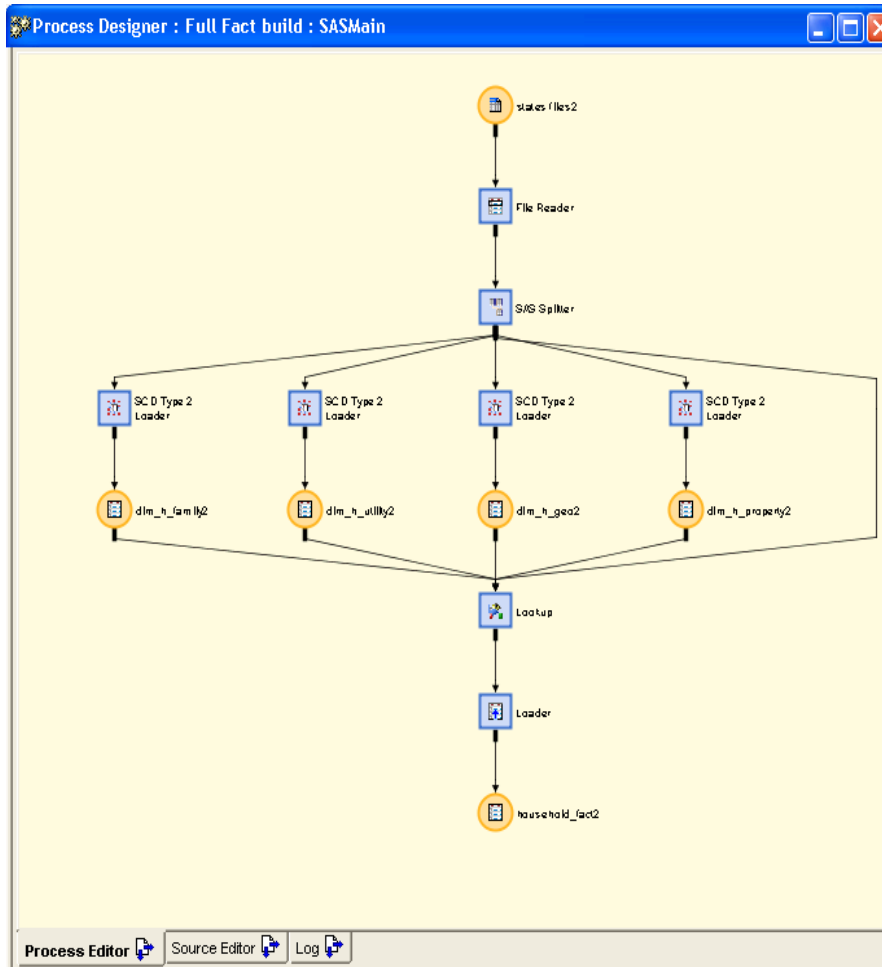 Process Designer : Full Fact build : SASMain
states files2
File Reader
SAS Splitter
SCD Type 2
Loader
SCD Type 2
Loader
SCD Type 2
Loader
SCD Type 2
Loader
dim_h_family2
dim_h_utility2
dim_h_geo2
dim_h_property2
Lookup
Loader
household_fact2
Process Editor
Source Editor
Log